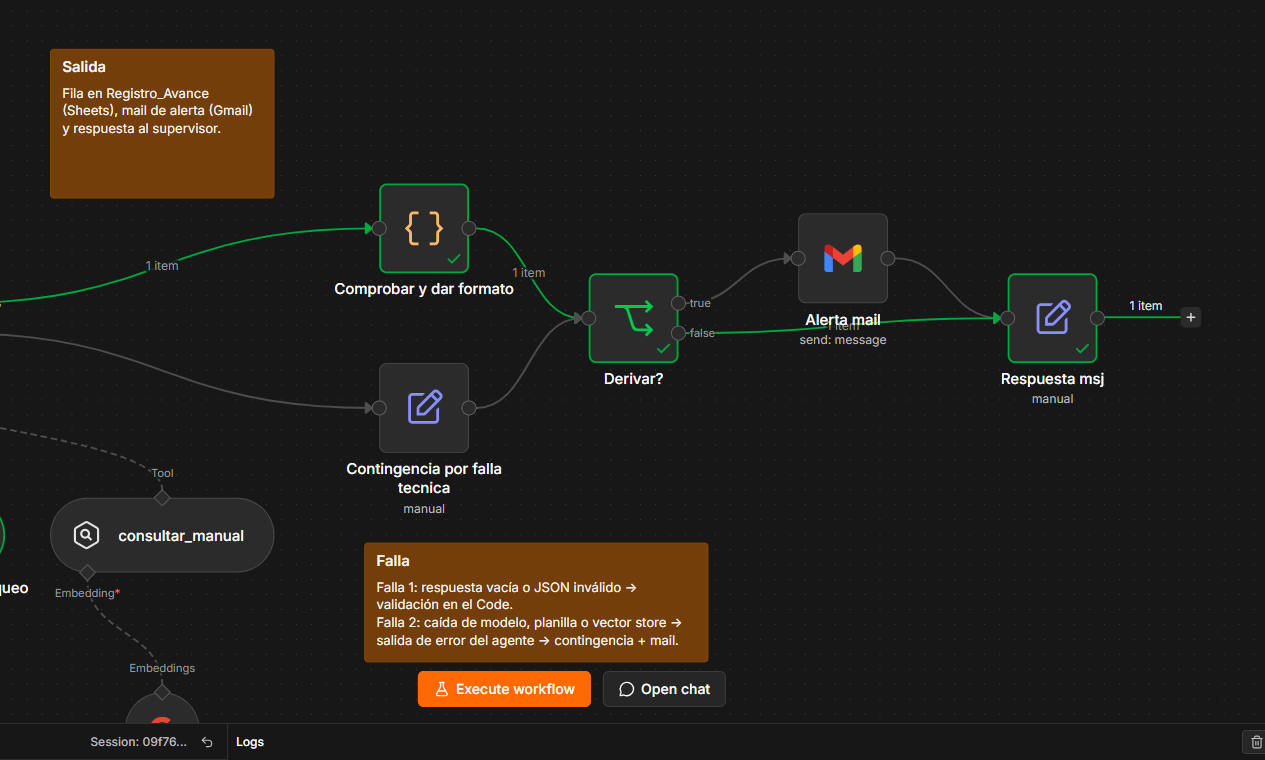 Salida
Fila en Registro_Avance
(Sheets), mail de alerta (Gmail)
y respuesta al supervisor.
1 item
Comprobar y dar formato
1 item
true
false
Derivar?
Alerta mail
send: message
1 item
1 item
Respuesta msj
manual
Contingencia por falla
tecnica
manual
Tool
consultar_manual
queo
Embedding*
Embeddings
Falla
Falla 1: respuesta vacía o JSON inválido →
validación en el Code.
Falla 2: caída de modelo, planilla o vector store →
salida de error del agente → contingencia + mail.
Execute workflow
Open chat
Session: 09f76...
Logs